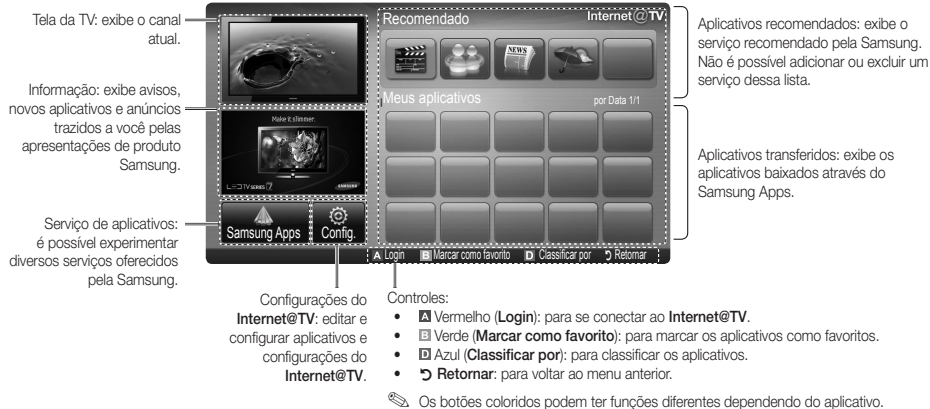 Tela da TV: exibe o canal
atual.
Informação: exibe avisos,
novos aplicativos e anúncios
trazidos a você pelas
apresentações de produto
Samsung.
Serviço de aplicativos:
é possível experimentar
diversos serviços oferecidos
pela Samsung.
Recomendado
Internet@TV
NEWS
Meus aplicativos
por Data 1/1
Make it slimmer.
LED TV SERIES 7
SAMSUNG
Samsung Apps
Config.
A Login B Marcar como favorito D Classificar por Retornar
Aplicativos recomendados: exibe o
serviço recomendado pela Samsung.
Não é possível adicionar ou excluir um
serviço dessa lista.
Aplicativos transferidos: exibe os
aplicativos baixados através do
Samsung Apps.
Configurações do
Internet@TV: editar e
configurar aplicativos e
configurações do
Internet@TV.
Controles:
• A Vermelho (Login): para se conectar ao Internet@TV.
• B Verde (Marcar como favorito): para marcar os aplicativos como favoritos.
• D Azul (Classificar por): para classificar os aplicativos.
• Retornar: para voltar ao menu anterior.
Os botões coloridos podem ter funções diferentes dependendo do aplicativo.